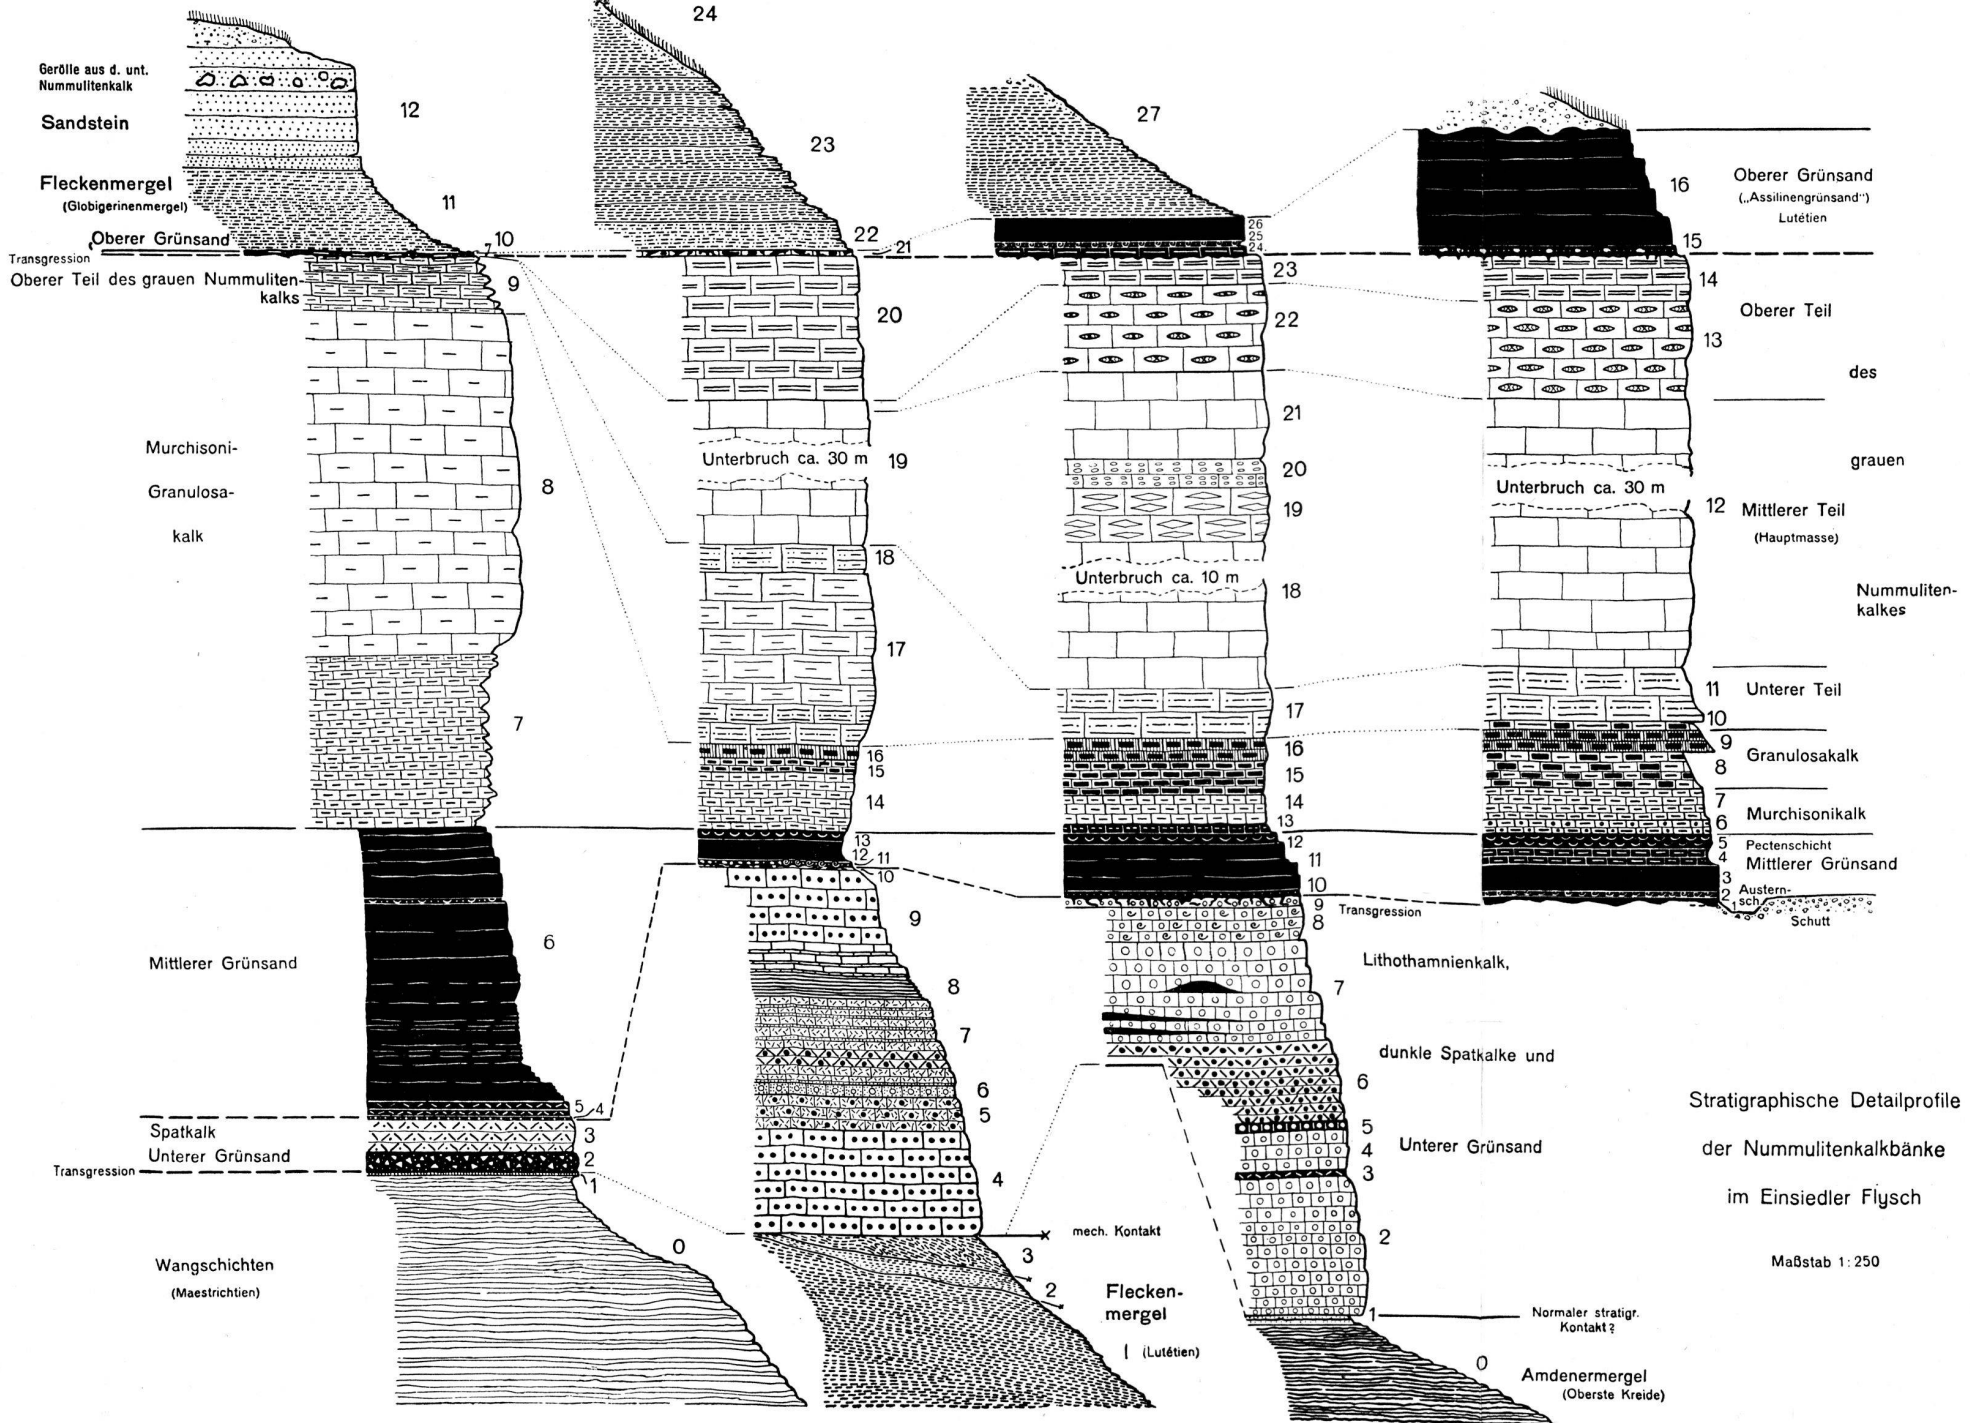 24
Gerölle aus d. unt.
Nummulitenkalk
12
Sandstein
23
27
Fleckenmergel
(Globigerinenmergel)
11
Oberer Grünsand
7
10
22
21
26
25
24
16
Oberer Grünsand
(„Assilinengrünsand")
Lutétien
15
Transgression
Oberer Teil des grauen Nummuliten-
kalks
9
20
23
22
14
13
Oberer Teil
des
grauen
Nummuliten-
kalkes
Murchisoni-
Granulosa-
kalk
8
Unterbruch ca. 30 m
19
21
20
19
Unterbruch ca. 10 m
18
Unterbruch ca. 30 m
12
Mittlerer Teil
(Hauptmasse)
7
18
17
16
15
14
17
16
15
14
13
11
Unterer Teil
10
9
Granulosakalk
8
7
Murchisonikalk
6
13
12
11
10
12
11
10
5
Pectenschicht
4
Mittlerer Grünsand
3
2
Austern-
1
sch.
Schutt
Mittlerer Grünsand
6
9
8
7
6
5
9
Transgression
8
Lithothamnienkalk,
7
dunkle Spatkalke und
6
5
4
Unterer Grünsand
3
5
4
Spatkalk
3
Unterer Grünsand
2
Transgression
1
4
2
0
mech. Kontakt
3
2
Flecken-
mergel
1 (Lutétien)
Wangschichten
(Maestrichtien)
1
Normaler stratigr.
Kontakt?
0
Amdenermergel
(Oberste Kreide)
Stratigraphische Detailprofile
der Nummulitenkalkbänke
im Einsiedler Flysch
Maßstab 1:250